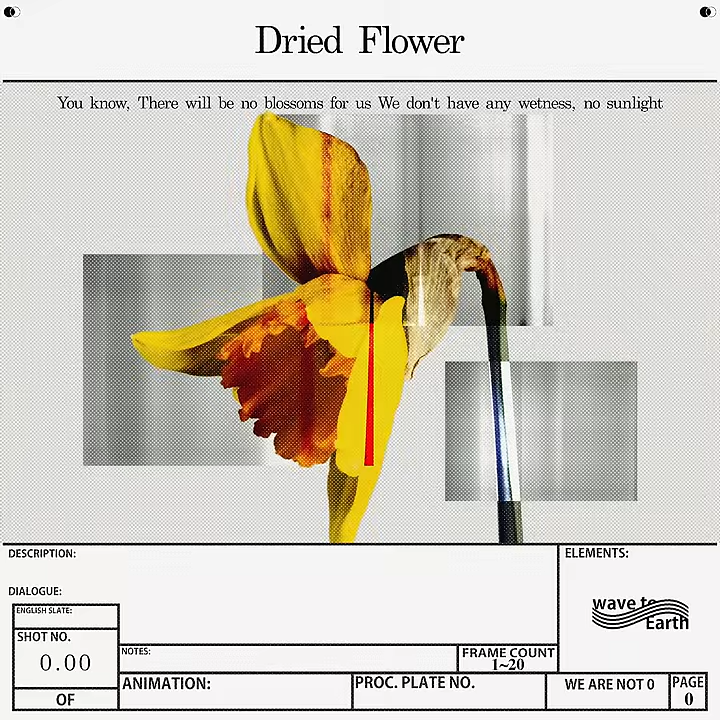 Dried Flower
You know, There will be no blossoms for us We don't have any wetness, no sunlight
DESCRIPTION:
ELEMENTS:
DIALOGUE:
wave to
Earth
ENGLISH SLATE:
SHOT NO.
0.00
OF
NOTES:
FRAME COUNT
1~20
ANIMATION:
PROC. PLATE NO.
WE ARE NOT 0
PAGE
0